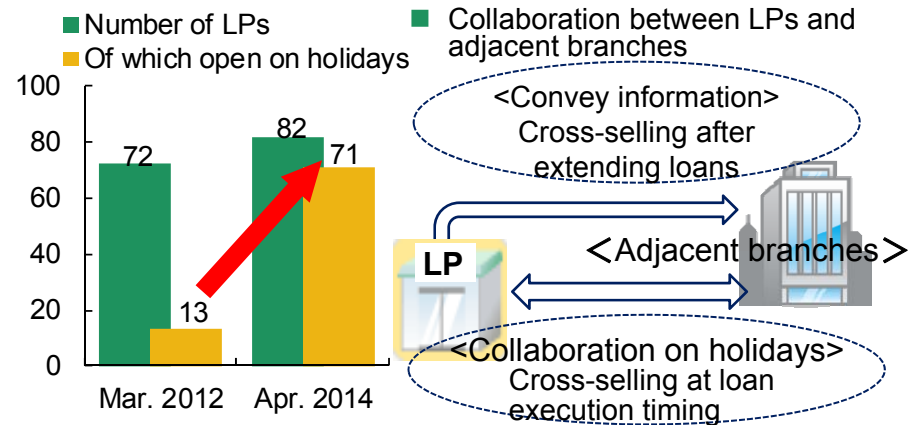 Number of LPs
Of which open on holidays
100
80
60
40
20
0
72
13
82
71
Mar. 2012
Apr. 2014
Collaboration between LPs and
adjacent branches
<Convey information>
Cross-selling after
extending loans
LP
<Adjacent branches>
<Collaboration on holidays>
Cross-selling at loan
execution timing